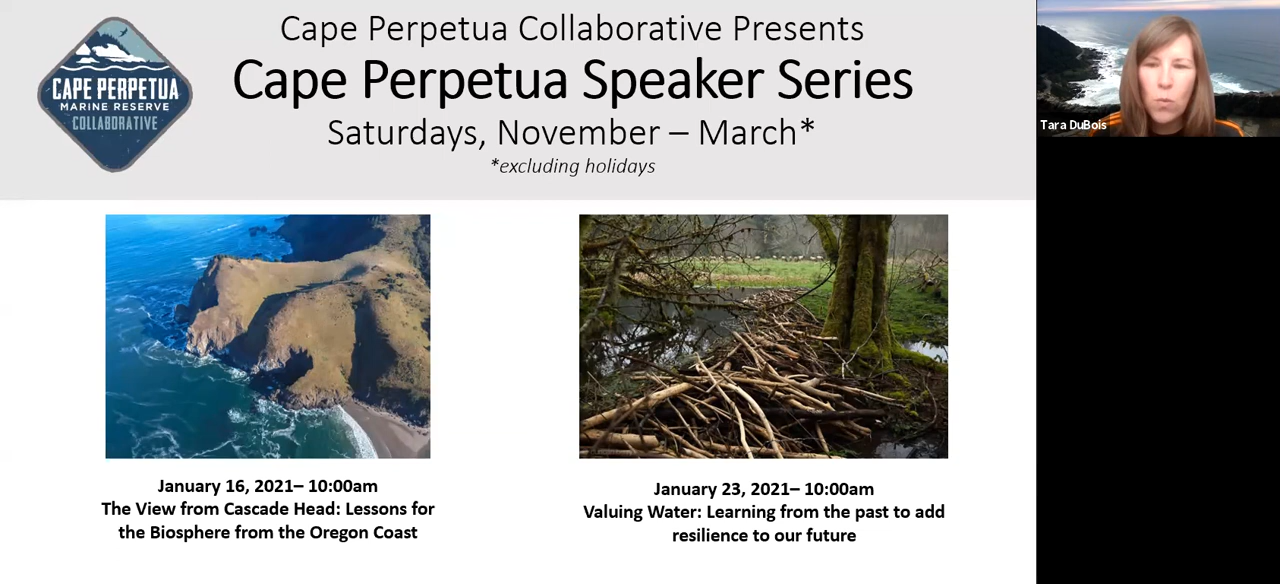 Cape Perpetua Collaborative Presents
Cape Perpetua Speaker Series
Saturdays, November – March*
*excluding holidays
CAPE PERPETUA
MARINE RESERVE
COLLABORATIVE
Tara DuBois
January 16, 2021– 10:00am
The View from Cascade Head: Lessons for
the Biosphere from the Oregon Coast
January 23, 2021– 10:00am
Valuing Water: Learning from the past to add
resilience to our future